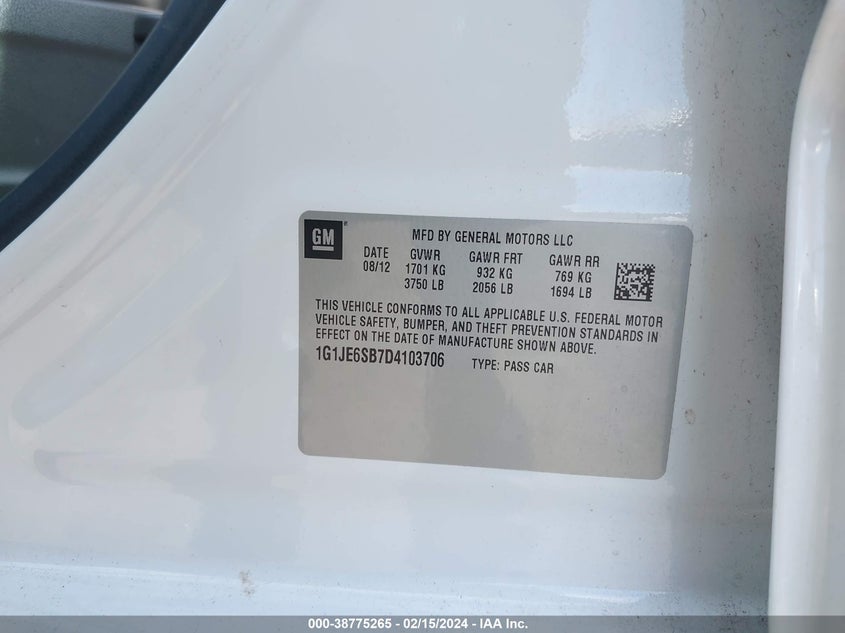 GM
MFD BY GENERAL MOTORS LLC
DATE GVWR GAWR FRT GAWR RR
08/12 1701 KG 932 KG 769 KG
3750 LB 2056 LB 1694 LB
THIS VEHICLE CONFORMS TO ALL APPLICABLE U.S. FEDERAL MOTOR
VEHICLE SAFETY, BUMPER, AND THEFT PREVENTION STANDARDS IN
EFFECT ON THE DATE OF MANUFACTURE SHOWN ABOVE.
1G1JE6SB7D4103706 TYPE: PASS CAR
000-38775265 - 02/15/2024 - IAA Inc.